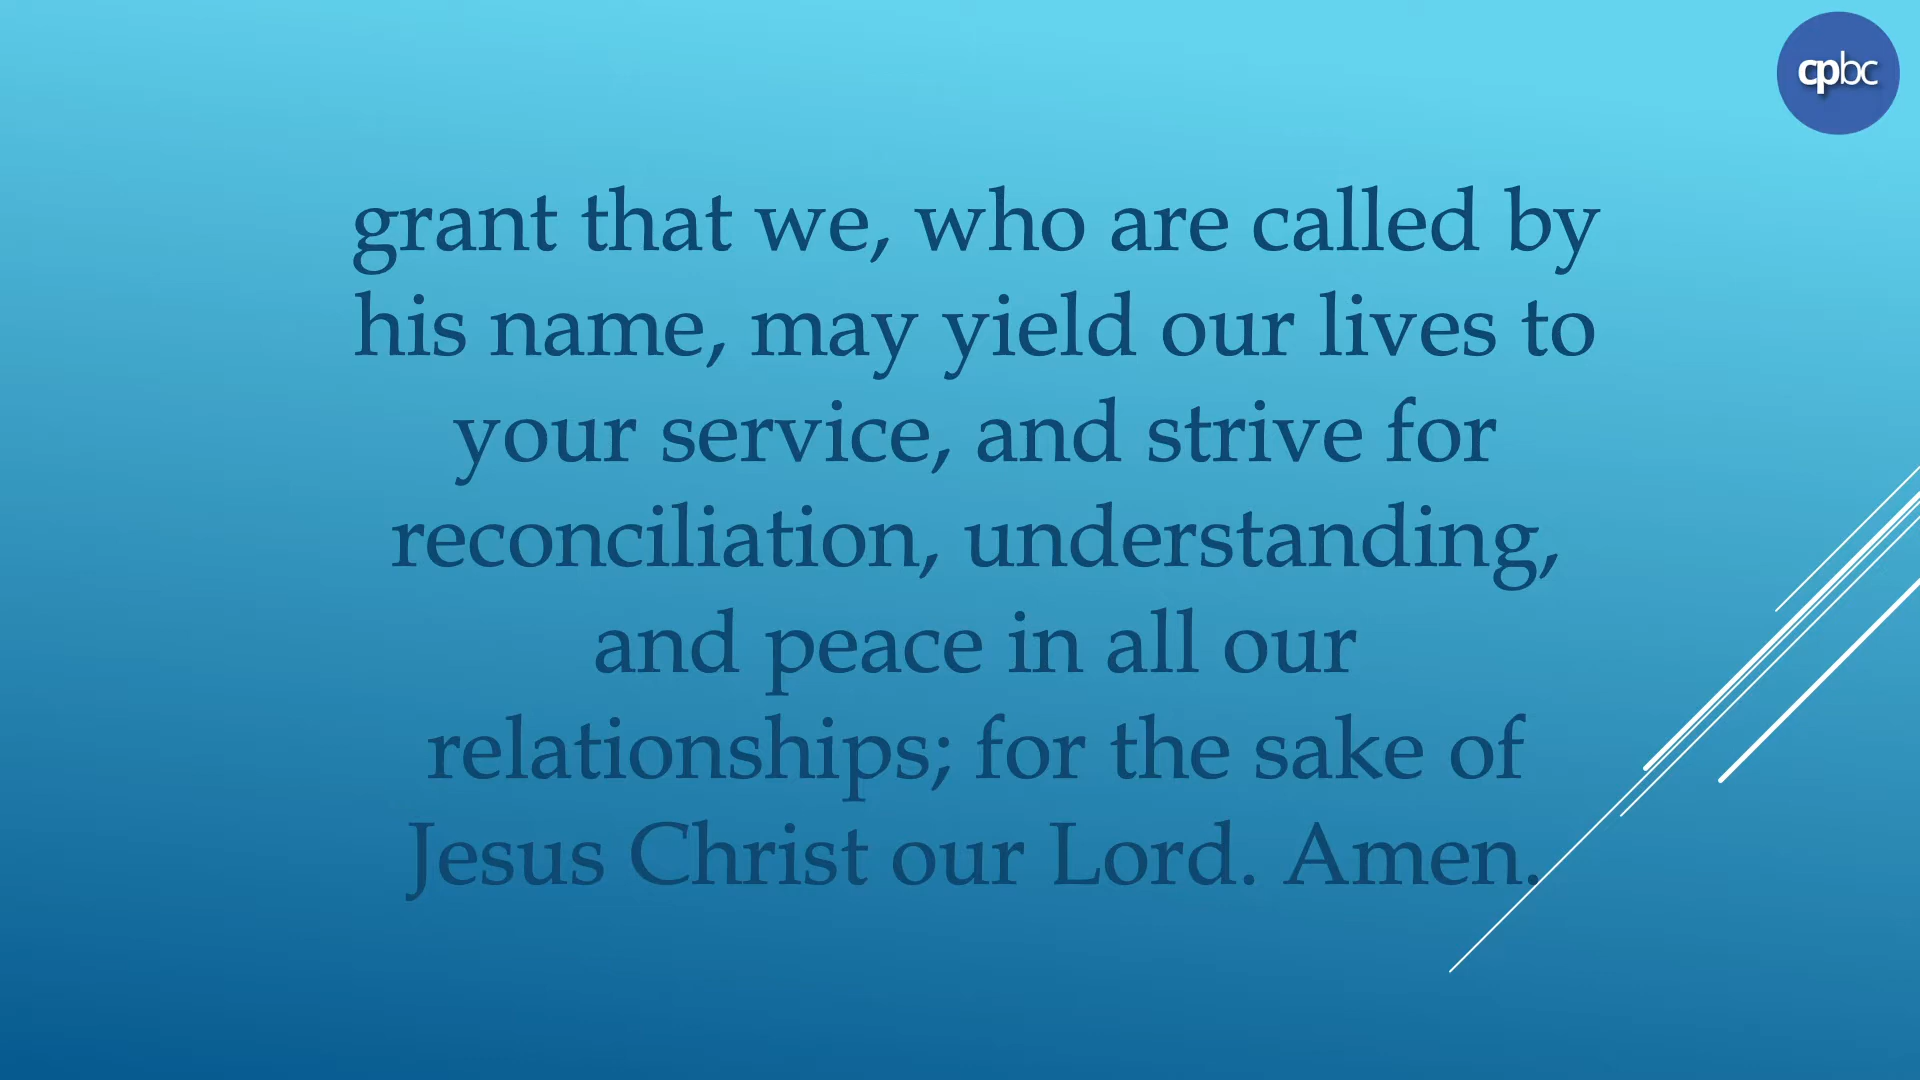 cpbc
grant that we, who are called by
his name, may yield our lives to
your service, and strive for
reconciliation, understanding,
and peace in all our
relationships; for the sake of
Jesus Christ our Lord. Amen.